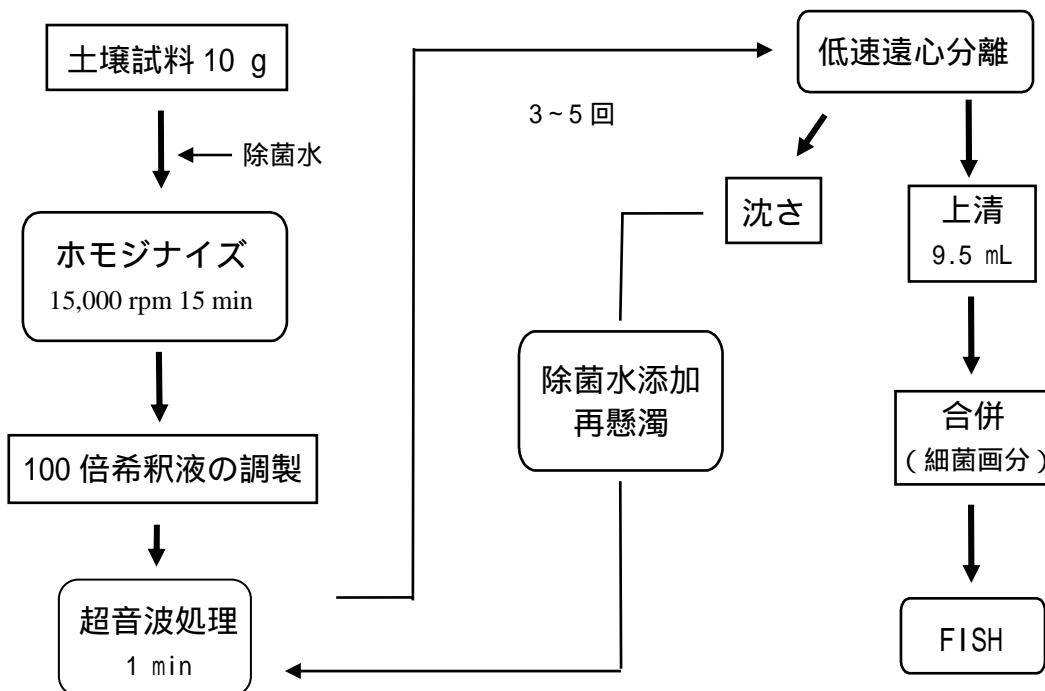 土壌試料 10 g
除菌水
ホモジナイズ
15,000 rpm 15 min
100 倍希釈液の調製
超音波処理
1 min
3~5 回
低速遠心分離
沈さ
除菌水添加
再懸濁
上清
9.5 mL
合併
(細菌画分)
FISH